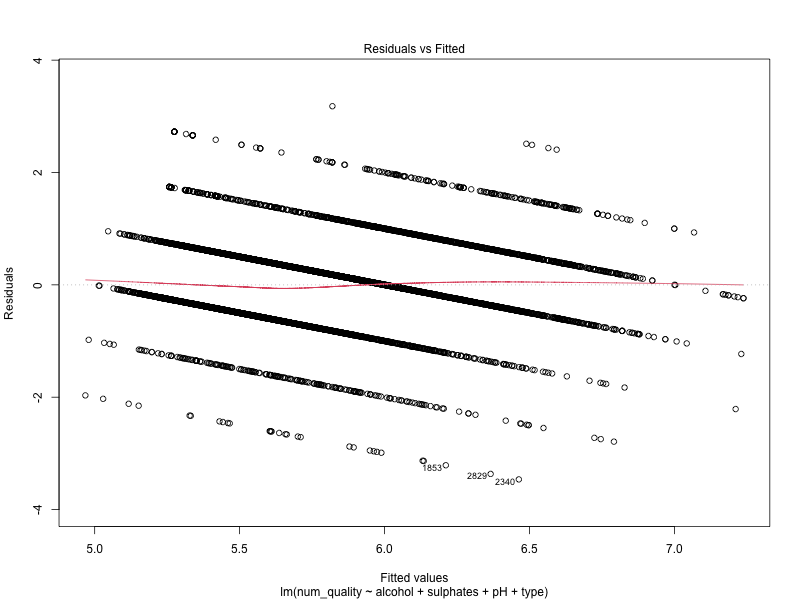 Residuals vs Fitted
4
2
0
-2
-4
Residuals
1853
2829
2340
5.0 5.5 6.0 6.5 7.0
Fitted values
lm(num_quality ~ alcohol + sulphates + pH + type)